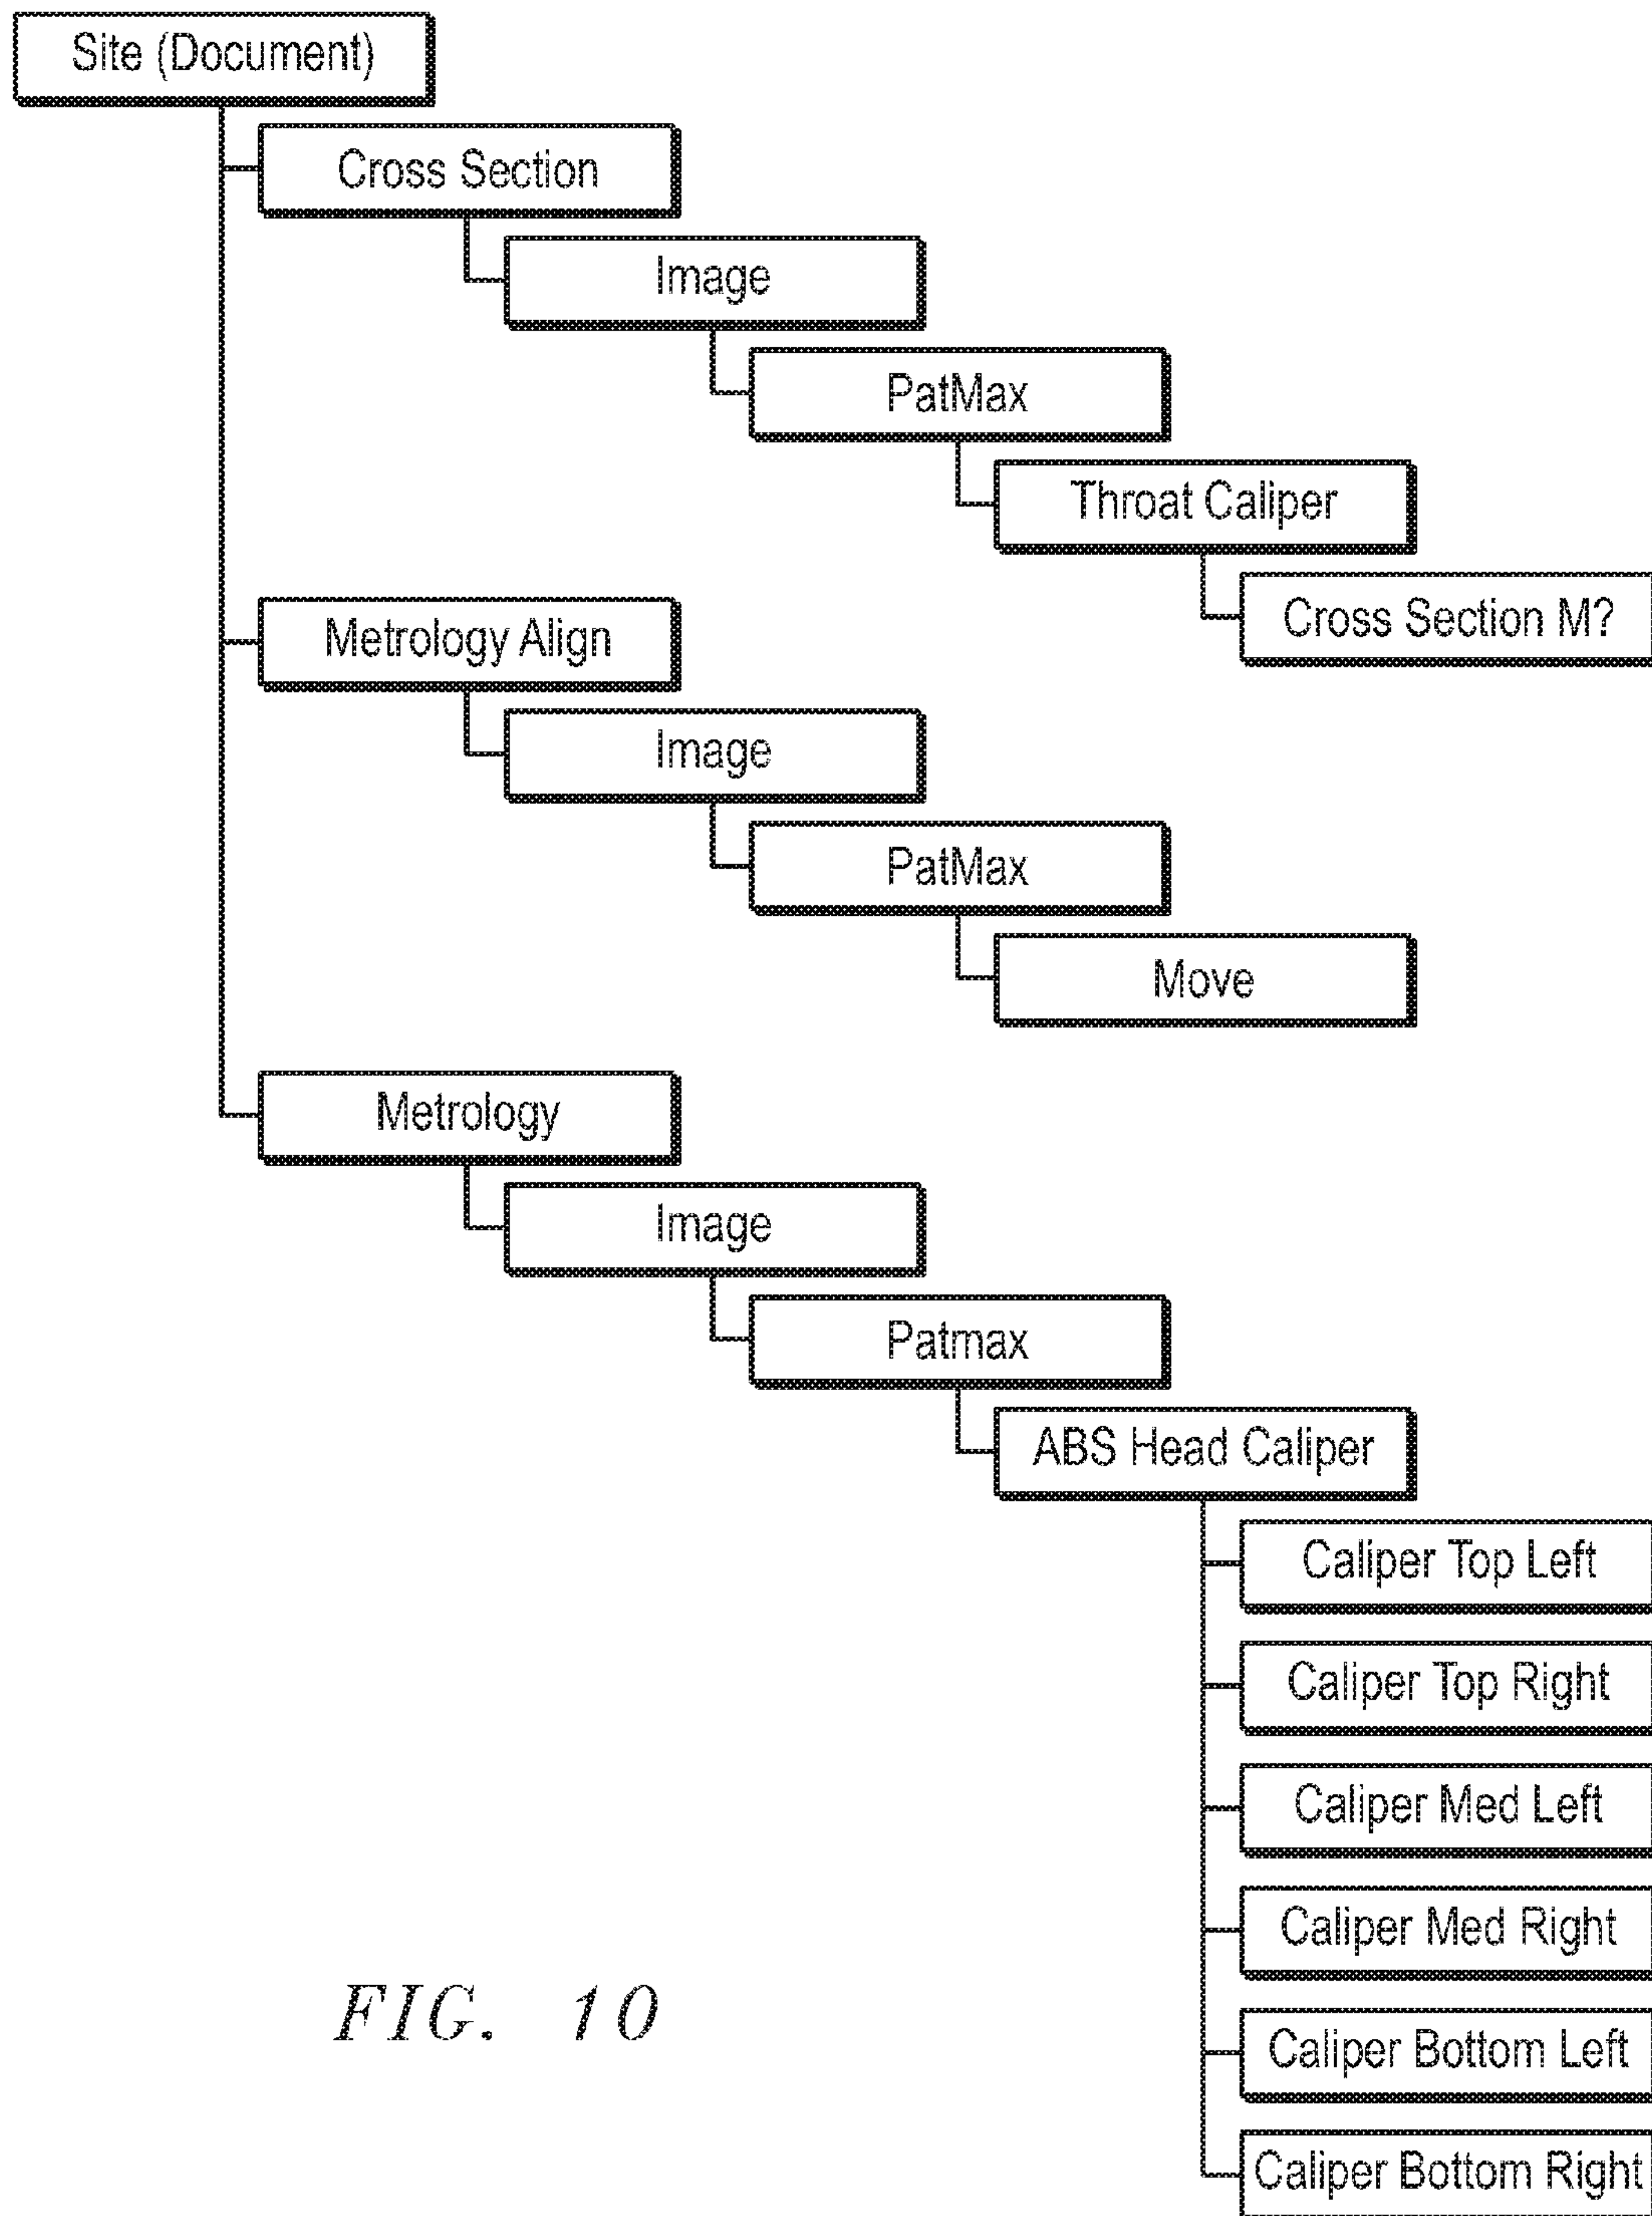 Site (Document)
Cross Section
Image
PatMax
Throat Caliper
Cross Section M?
Metrology Align
Image
PatMax
Move
Metrology
Image
Patmax
ABS Head Caliper
Caliper Top Left
Caliper Top Right
Caliper Med Left
Caliper Med Right
Caliper Bottom Left
Caliper Bottom Right
FIG. 10